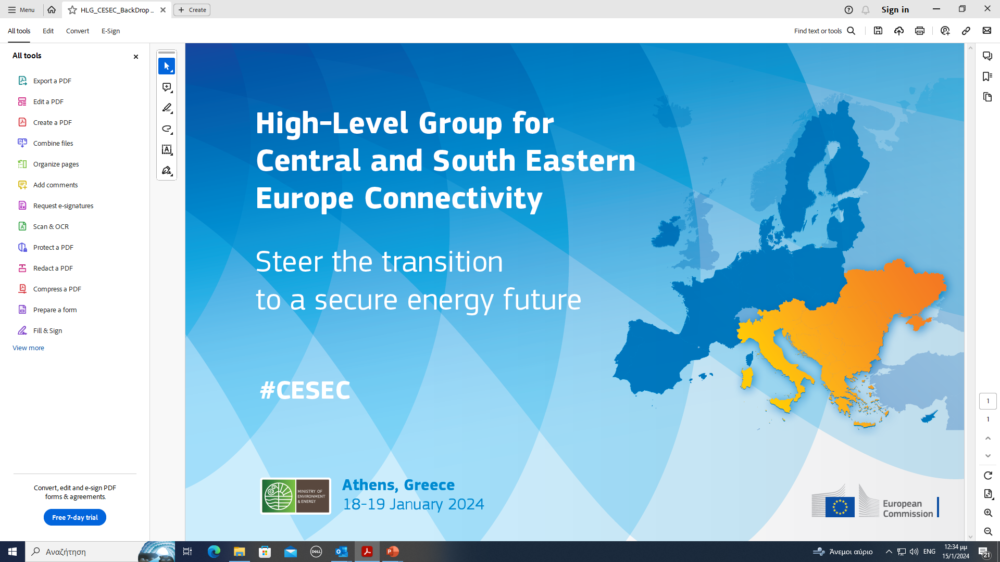 Menu
HLG_CESEC_BackDrop ...
Create
Sign in
All tools
Edit
Convert
E-Sign
Find text or tools
All tools
Export a PDF
Edit a PDF
Create a PDF
Combine files
Organize pages
Add comments
Request e-signatures
Scan & OCR
Protect a PDF
Redact a PDF
Compress a PDF
Prepare a form
Fill & Sign
View more
Convert, edit and e-sign PDF
forms & agreements.
Free 7-day trial
High-Level Group for
Central and South Eastern
Europe Connectivity
Steer the transition
to a secure energy future
#CESEC
MINISTRY OF
ENVIRONMENT
& ENERGY
Athens, Greece
18-19 January 2024
European
Commission
1
1
Αναζήτηση
DELL
Άνεμοι αύριο
ENG
12:34 μμ
15/1/2024
21